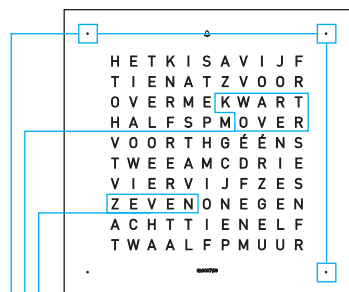 HETKISAVIJF
TIENATZVOOR
OVERMEKWART
HALFSPMOVER
VOORTHGÉÉNS
TWEEAMCDRIE
VIERVIJFZES
ZEVENONEGEN
ACHTTIENELF
TWAALFPMUUR